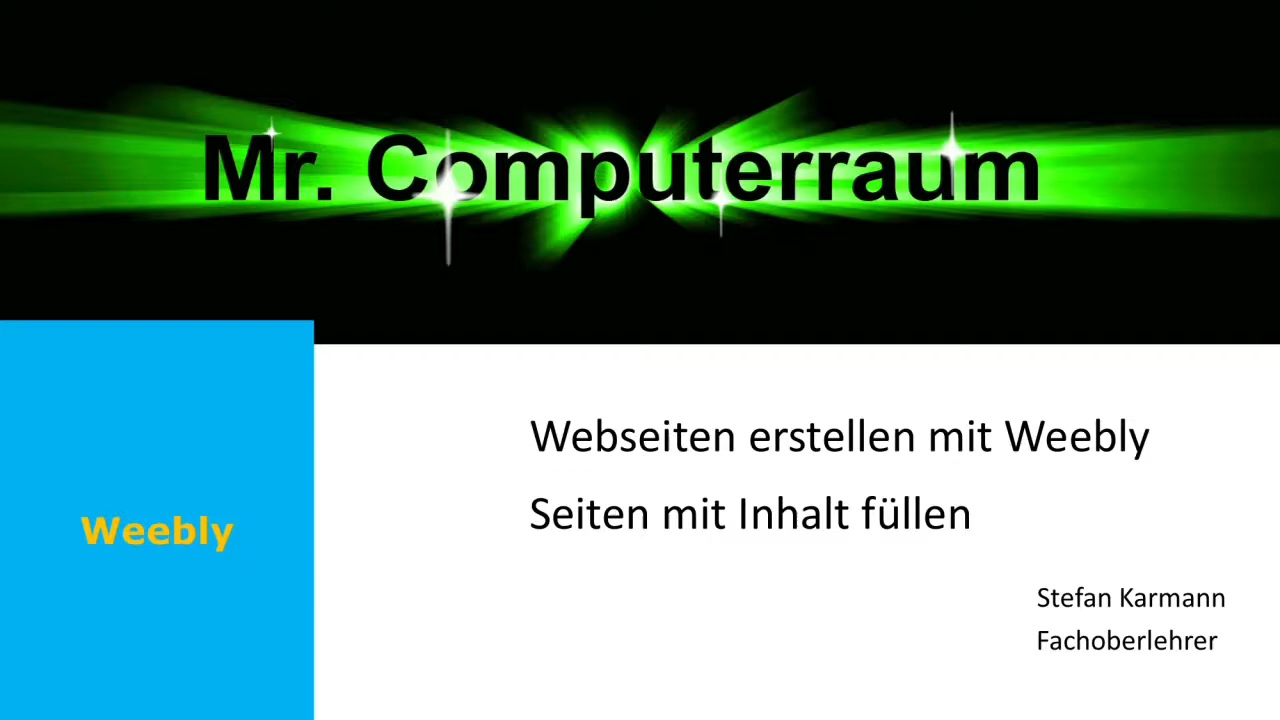 Mr. Computerraum
Webseiten erstellen mit Weebly
Seiten mit Inhalt füllen
Weebly
Stefan Karmann
Fachoberlehrer